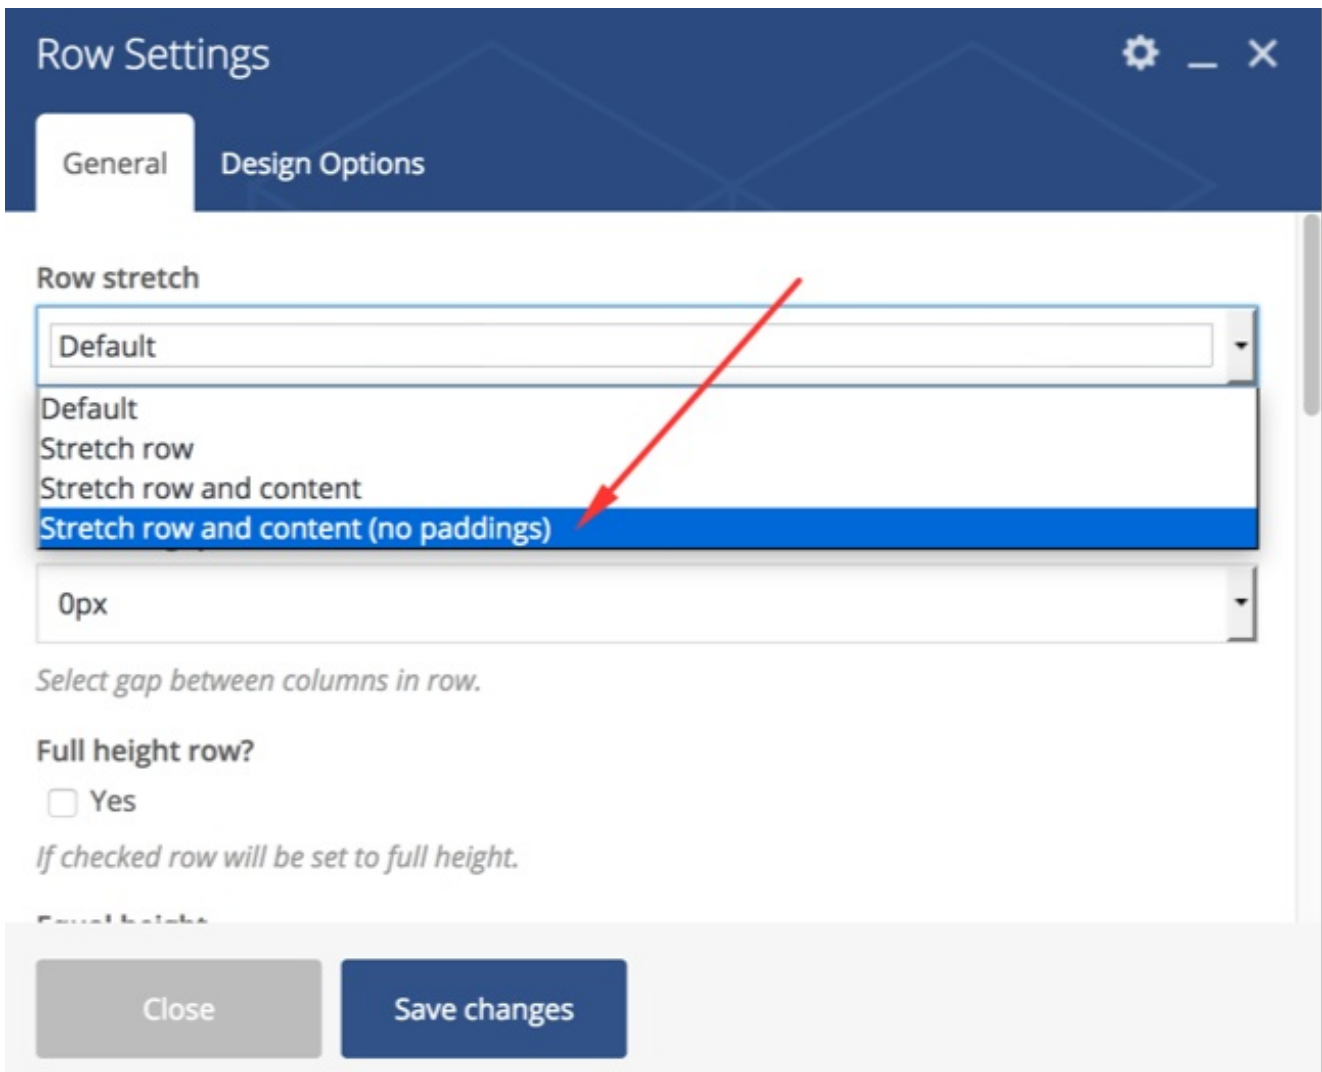 Row Settings
General
Design Options
Row stretch
Default
Default
Stretch row
Stretch row and content
Stretch row and content (no paddings)
0px
Select gap between columns in row.
Full height row?
Yes
If checked row will be set to full height.
Equal height
Close
Save changes